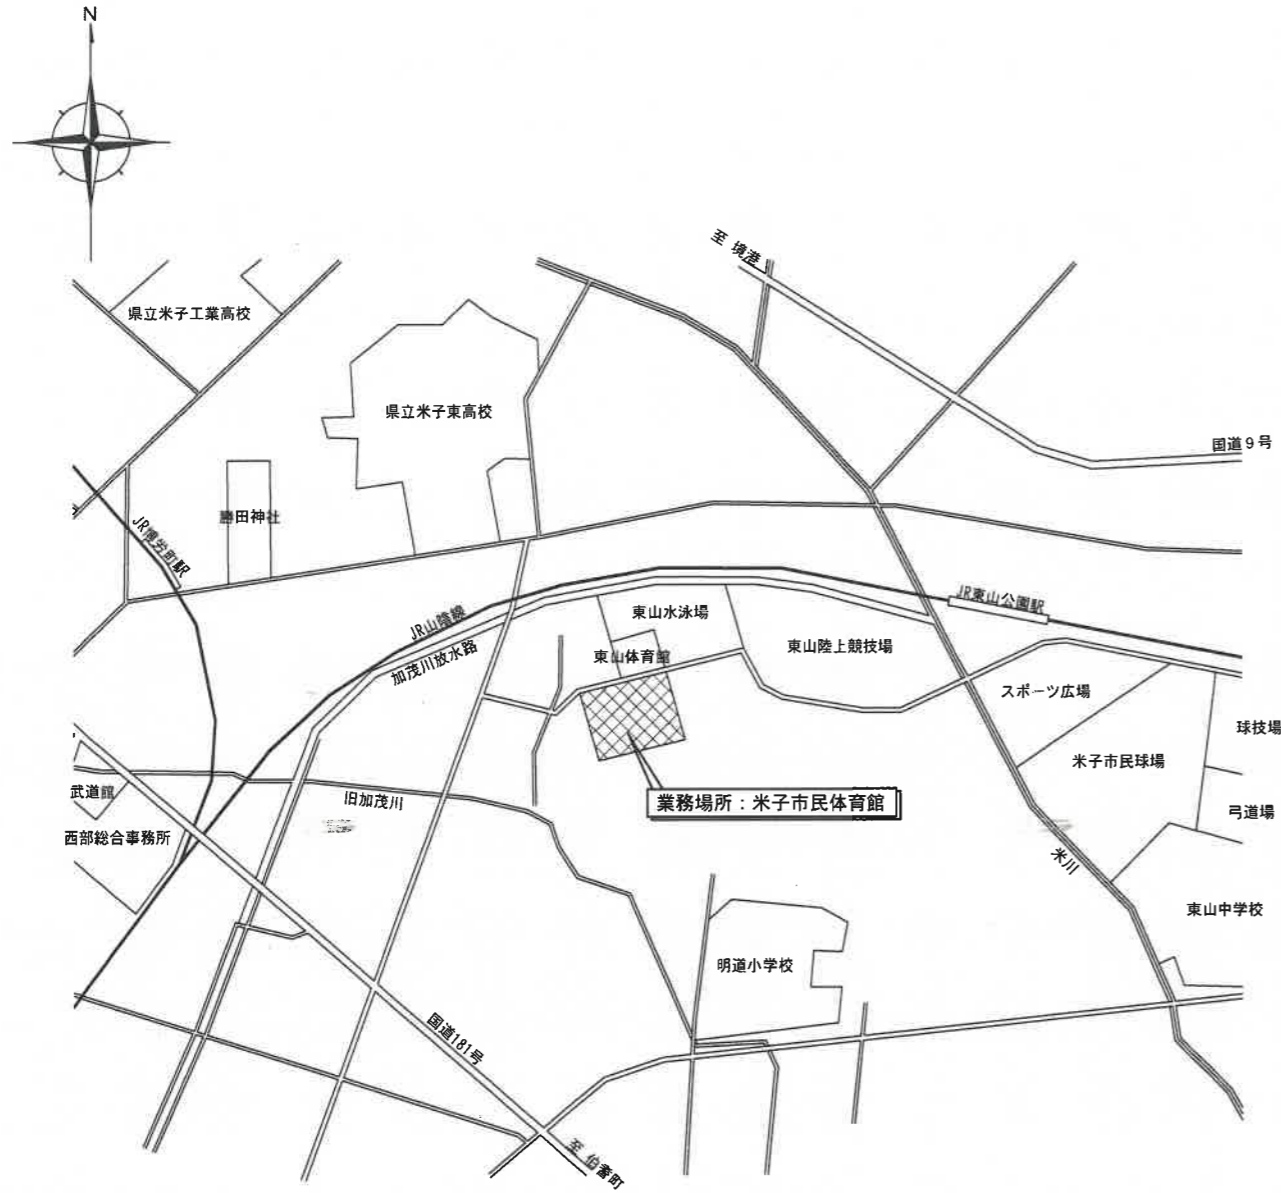 N
至 境港
県立米子工業高校
県立米子東高校
国道9号
勝田神社
JR博労町駅
JR東山公園駅
東山水泳場
JR山陰線
東山陸上競技場
東山体育館
加茂川放水路
スポーツ広場
球技場
米子市民球場
武道館
旧加茂川
業務場所：米子市民体育館
弓道場
西部総合事務所
米川
東山中学校
明道小学校
国道181号
至 伯耆町